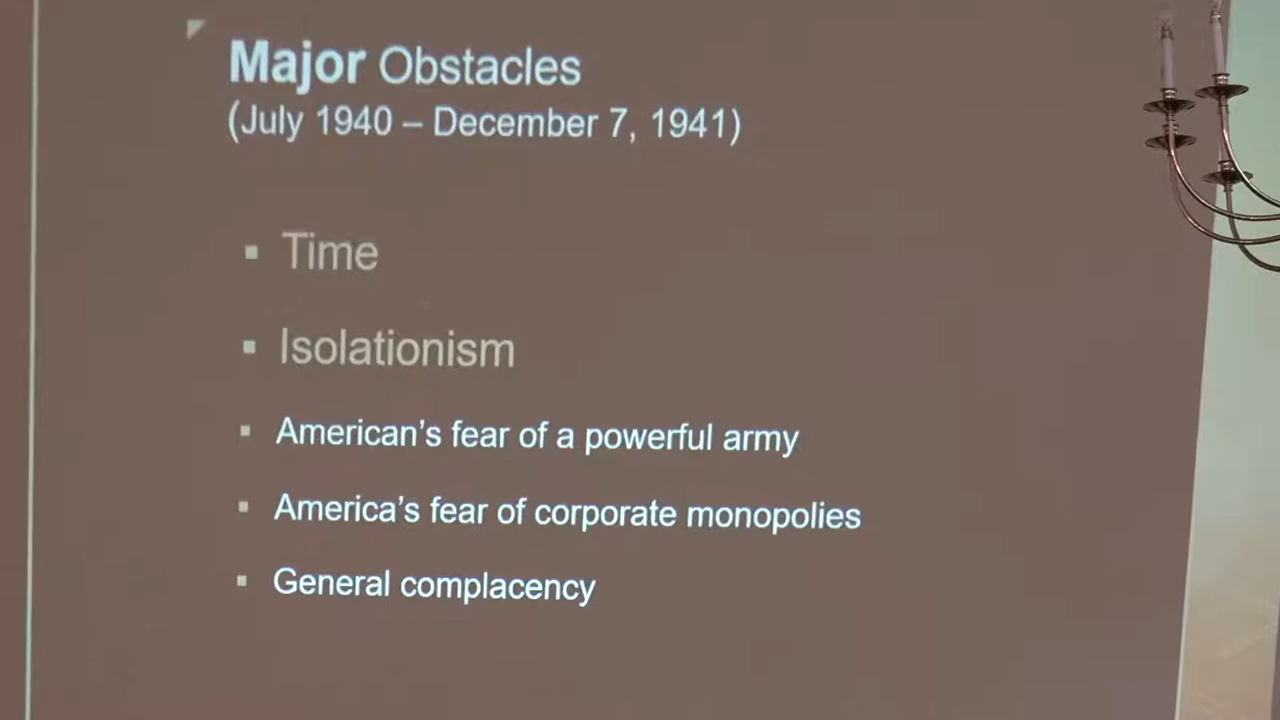 Major Obstacles
(July 1940 – December 7, 1941)
▪ Time
▪ Isolationism
▪ American’s fear of a powerful army
▪ America’s fear of corporate monopolies
▪ General complacency